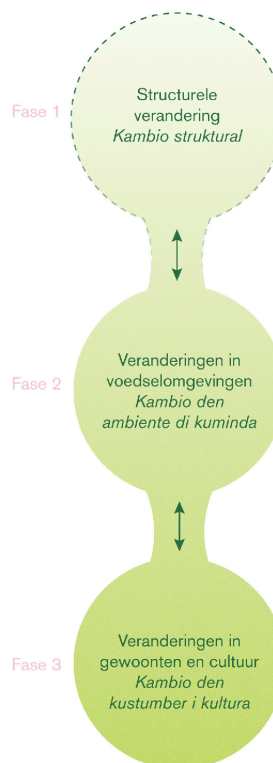 Fase 1
Structurele
verandering
Kambio struktural
Fase 2
Veranderingen in
voedselomgevingen
Kambio den
ambiente di kuminda
Fase 3
Veranderingen in
gewoonten en cultuur
Kambio den
kustumber i kultura